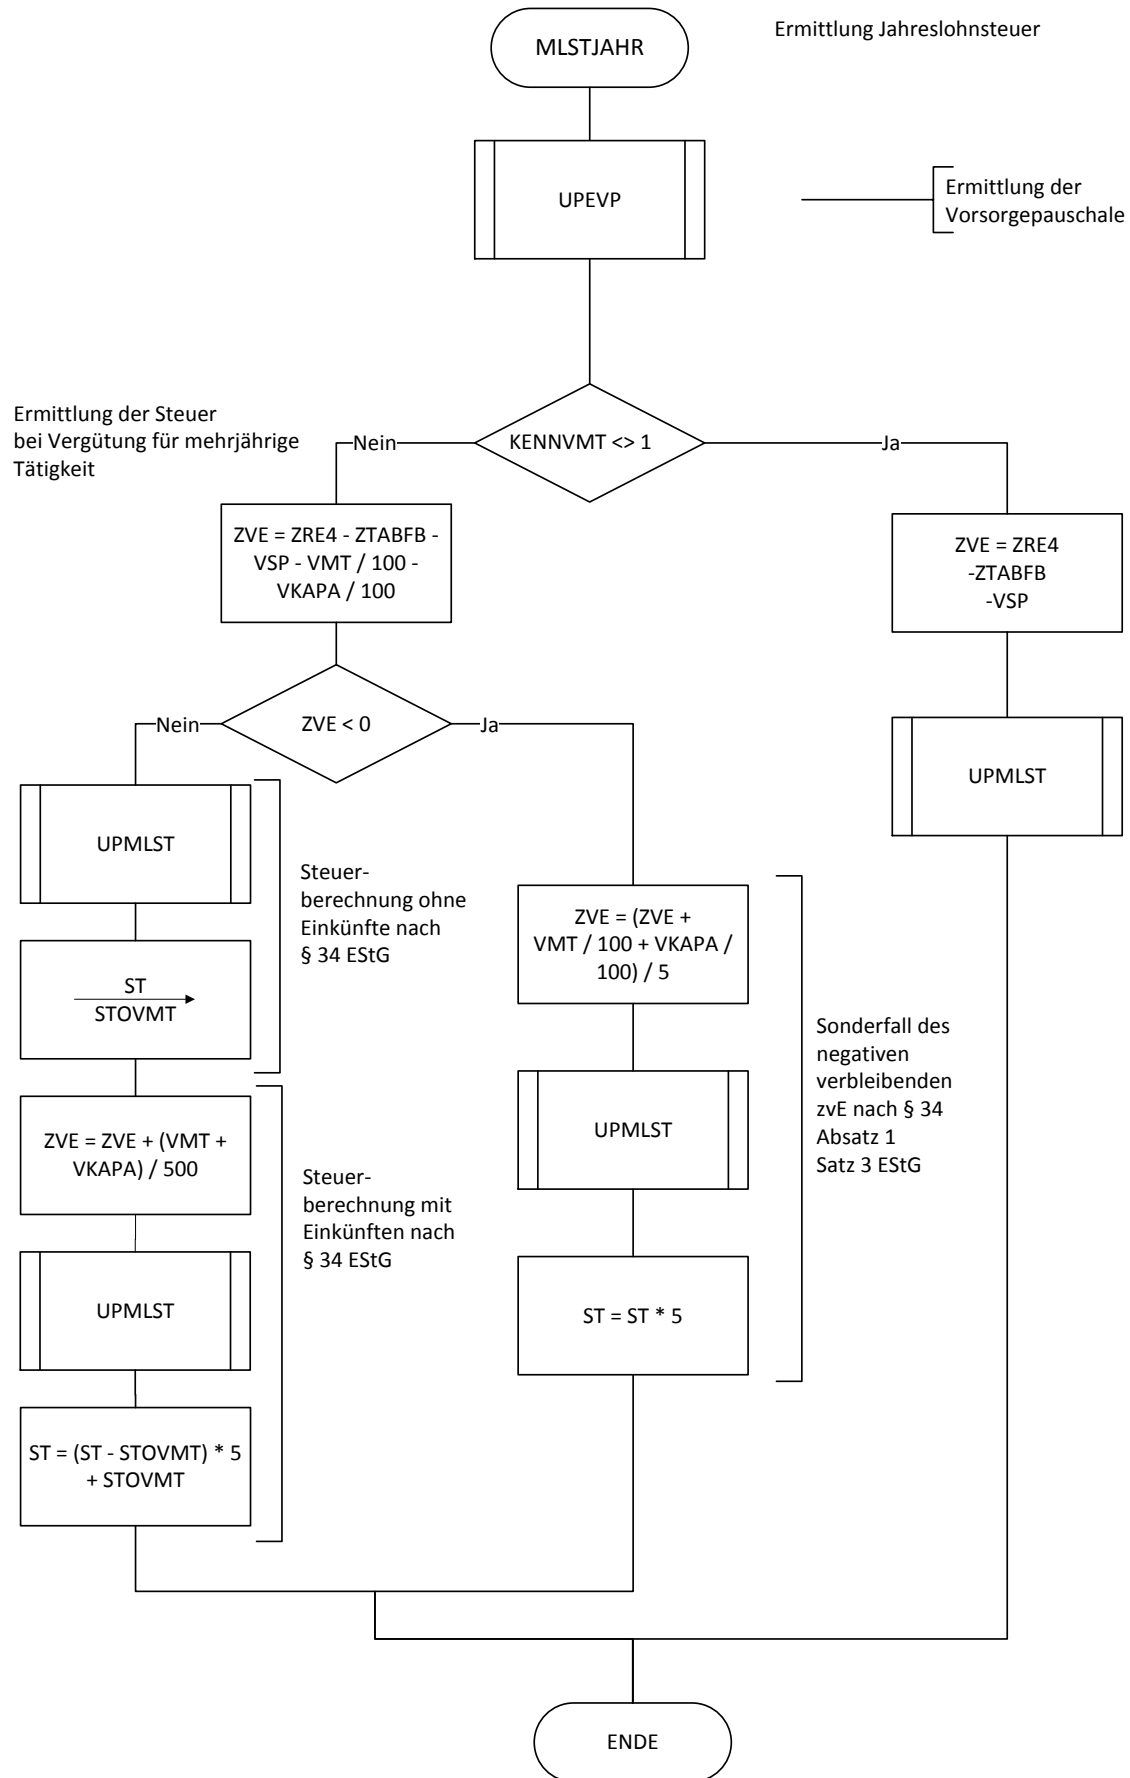 MLSTJAHR
Ermittlung Jahreslohnsteuer
UPEVP
Ermittlung der
Vorsorgepauschale
Ermittlung der Steuer
bei Vergütung für mehrjährige
Tätigkeit
Nein
KENNVMT <> 1
Ja
ZVE = ZRE4 - ZTABFB -
VSP - VMT / 100 -
VKAPA / 100
ZVE = ZRE4
-ZTABFB
-VSP
Nein
ZVE < 0
Ja
UPMLST
UPMLST
Steuer-
berechnung ohne
Einkünfte nach
§ 34 EStG
ST
STOVMT
ZVE = (ZVE +
VMT / 100 + VKAPA /
100) / 5
Sonderfall des
negativen
verbleibenden
zvE nach § 34
Absatz 1
Satz 3 EStG
UPMLST
ZVE = ZVE + (VMT +
VKAPA) / 500
Steuer-
berechnung mit
Einkünften nach
§ 34 EStG
UPMLST
ST = ST * 5
ST = (ST - STOVMT) * 5
+ STOVMT
ENDE